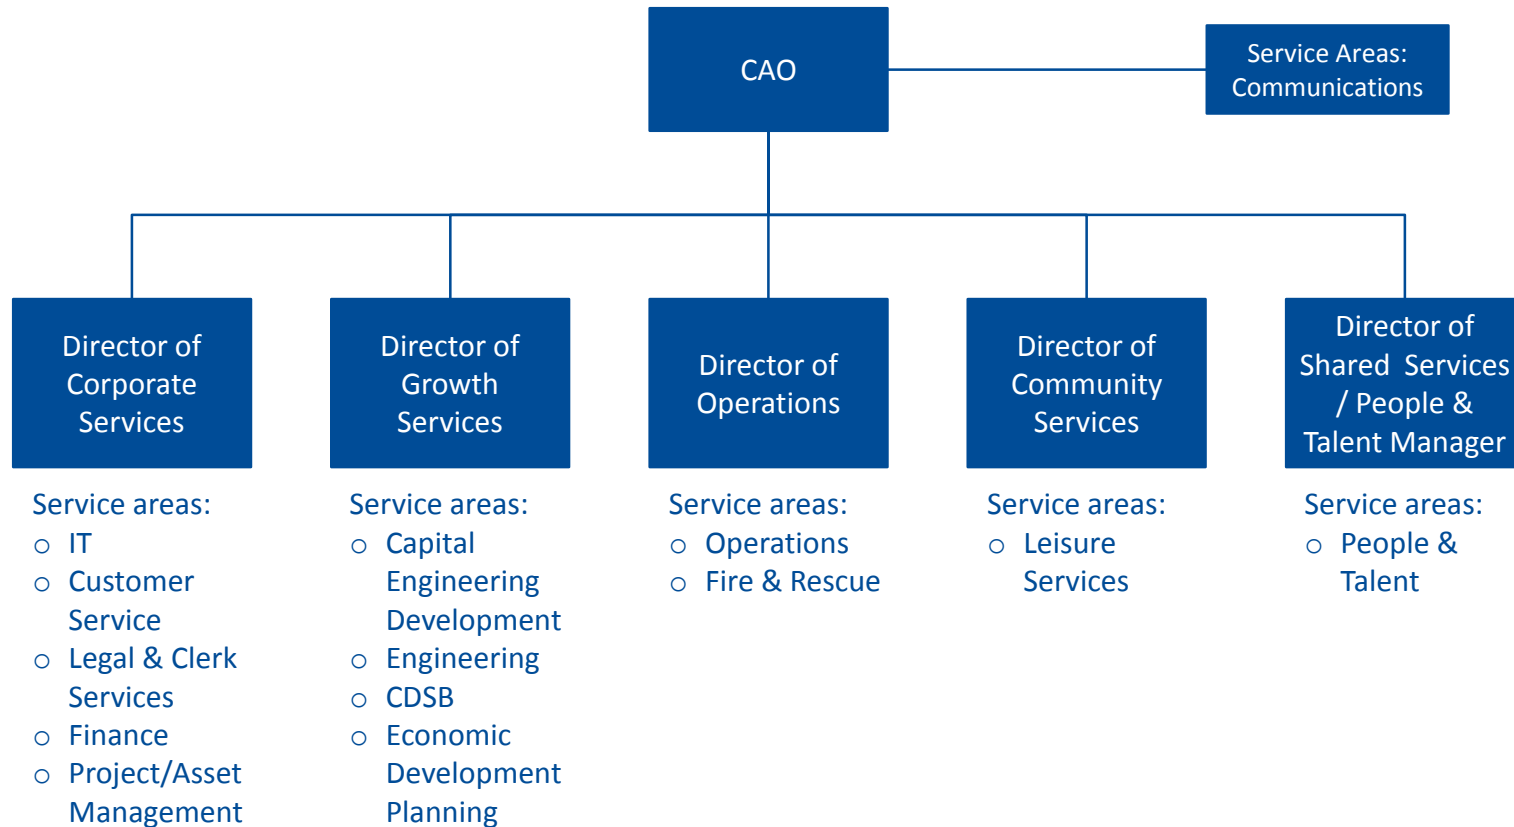 CAO
Service Areas:
Communications
Director of
Corporate
Services
Director of
Growth
Services
Director of
Operations
Director of
Community
Services
Director of
Shared Services
/ People &
Talent Manager
Service areas:
o IT
o Customer
Service
o Legal & Clerk
Services
o Finance
o Project/Asset
Management
Service areas:
o Capital
Engineering
Development
o Engineering
o CDSB
o Economic
Development
Planning
Service areas:
o Operations
o Fire & Rescue
Service areas:
o Leisure
Services
Service areas:
o People &
Talent